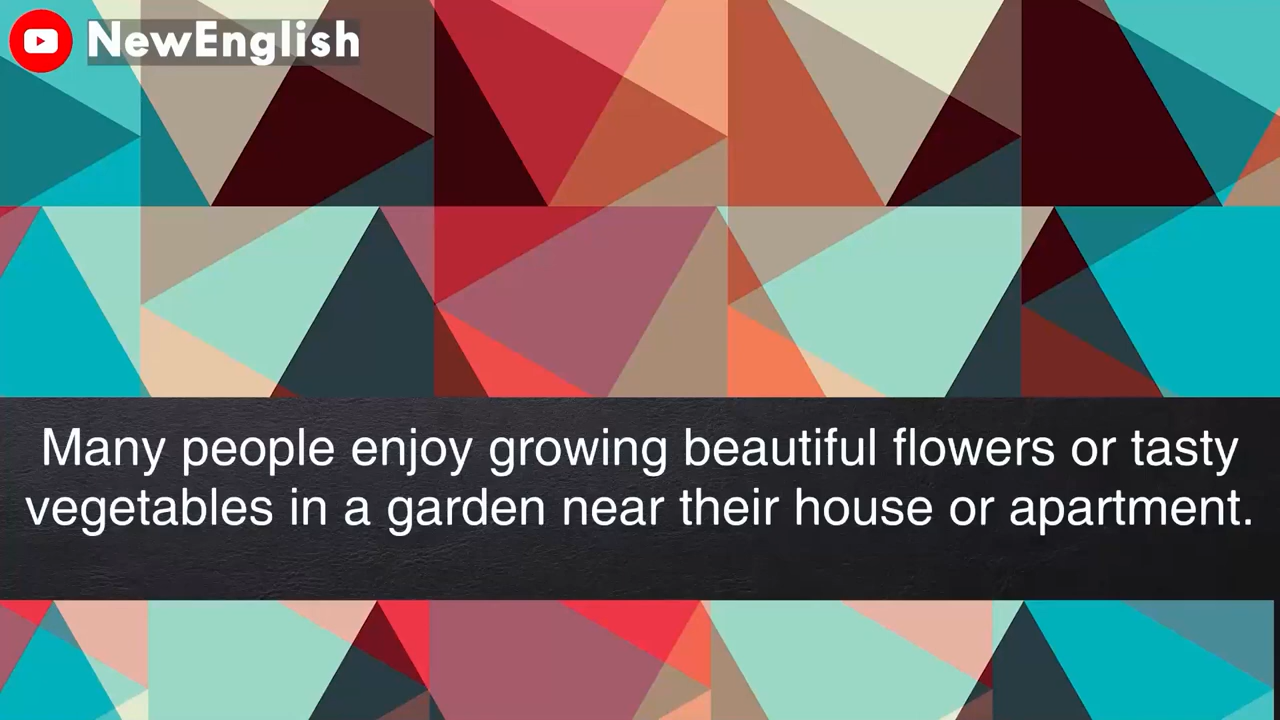 NewEnglish
Many people enjoy growing beautiful flowers or tasty
vegetables in a garden near their house or apartment.